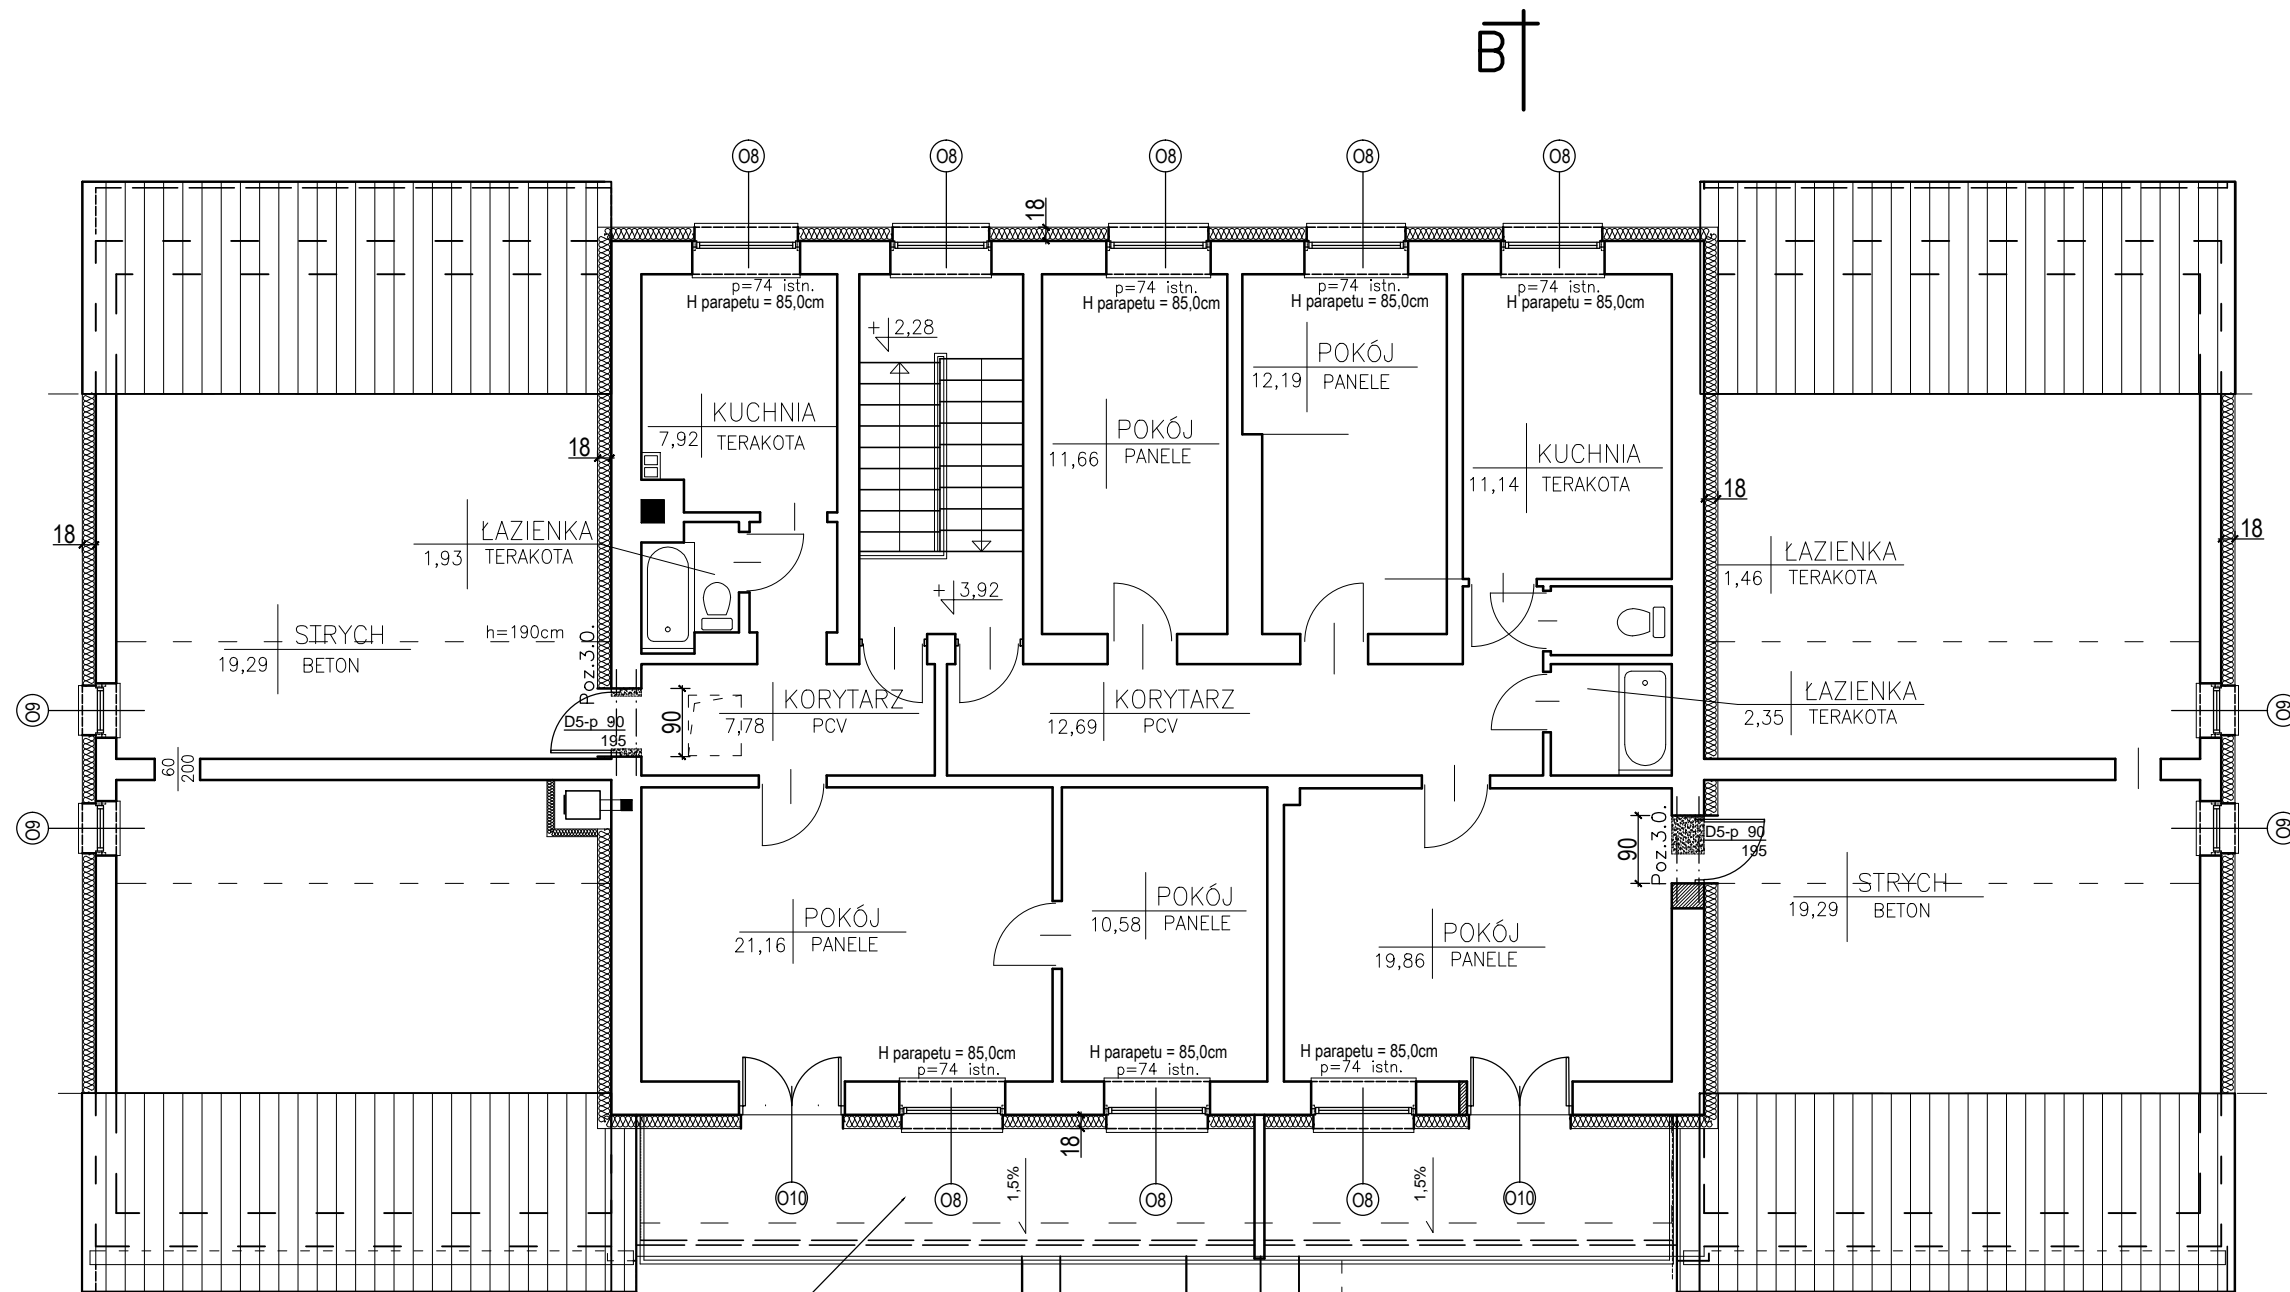 B
O8
O8
O8
O8
O8
18
p=74 istn.
H parapetu = 85,0cm
p=74 istn.
H parapetu = 85,0cm
p=74 istn.
H parapetu = 85,0cm
p=74 istn.
H parapetu = 85,0cm
+ 2,28
POKÓJ
12,19 PANELE
KUCHNIA
7,92 TERAKOTA
POKÓJ
11,66 PANELE
KUCHNIA
11,14 TERAKOTA
18
18
18
18
ŁAZIENKA
1,93 TERAKOTA
ŁAZIENKA
1,46 TERAKOTA
+ 3,92
STRYCH
19,29 BETON
h=190cm
Poz.3.0.
KORYTARZ
7,78 PCV
KORYTARZ
12,69 PCV
ŁAZIENKA
2,35 TERAKOTA
O9
O9
D5-p 90
195
90
60
200
O9
O9
Poz.3.0.
90
D5-p 90
195
POKÓJ
21,16 PANELE
POKÓJ
10,58 PANELE
POKÓJ
19,86 PANELE
STRYCH
19,29 BETON
H parapetu = 85,0cm
p=74 istn.
H parapetu = 85,0cm
p=74 istn.
H parapetu = 85,0cm
p=74 istn.
18
1,5%
1,5%
O10
O8
O8
O8
O10